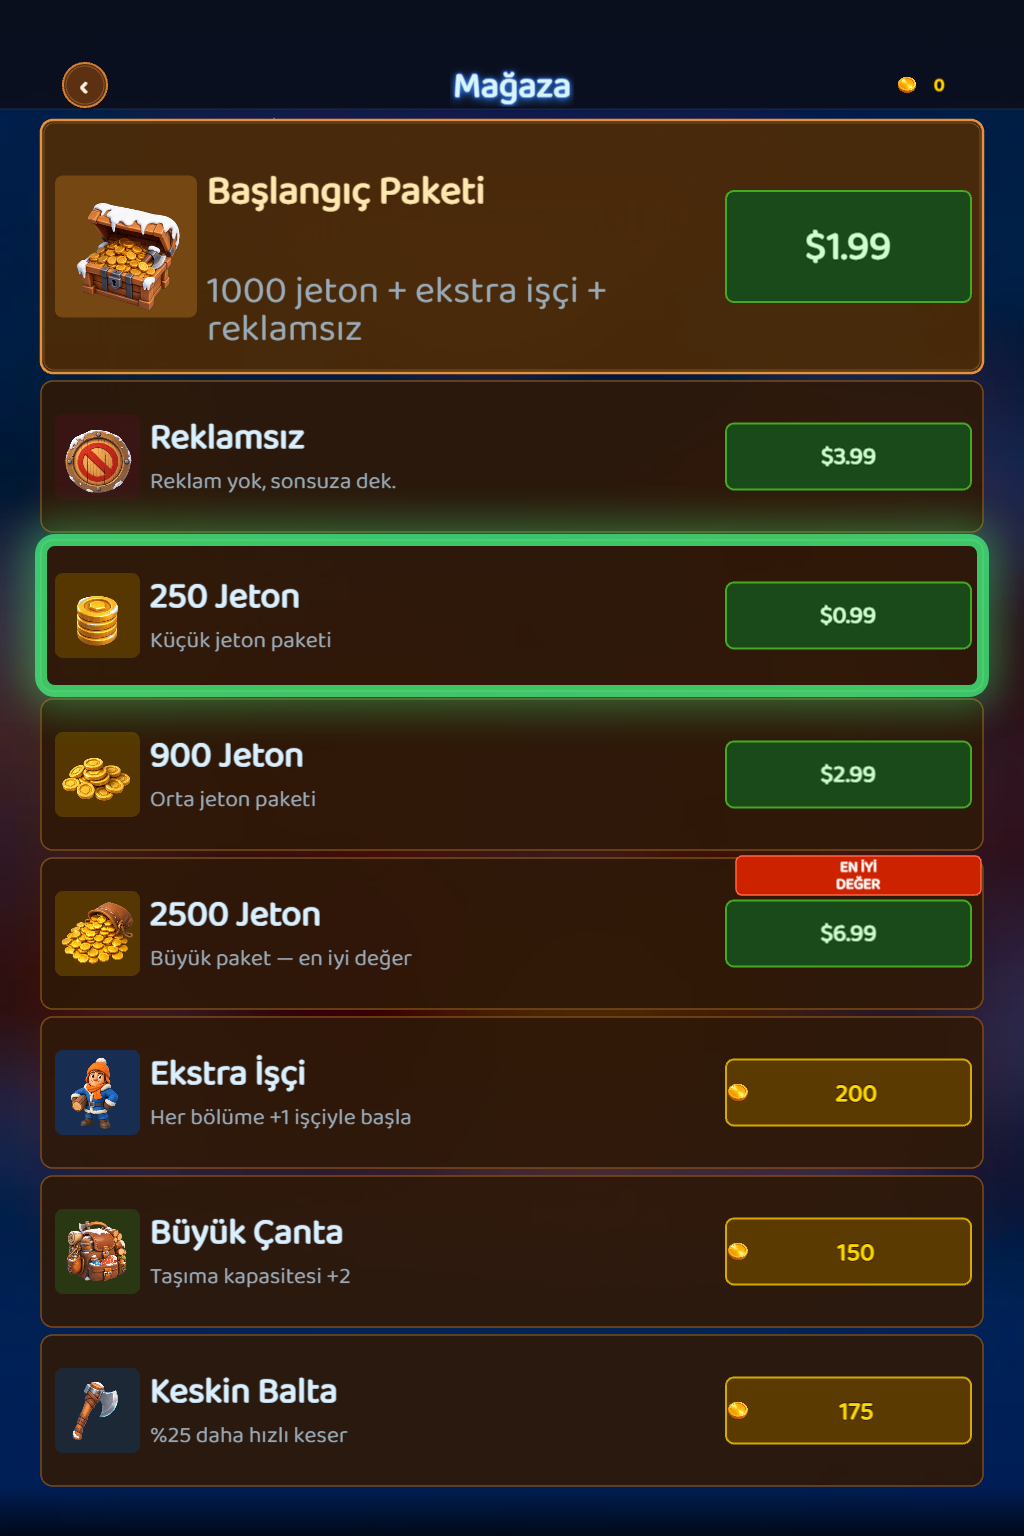 ‹
Mağaza
0
Başlangıç Paketi
1000 jeton + ekstra işçi +
reklamsız
$1.99
Reklamsız
Reklam yok, sonsuza dek.
$3.99
250 Jeton
Küçük jeton paketi
$0.99
900 Jeton
Orta jeton paketi
$2.99
EN İYİ
DEĞER
2500 Jeton
Büyük paket — en iyi değer
$6.99
Ekstra İşçi
Her bölüme +1 işçiyle başla
200
Büyük Çanta
Taşıma kapasitesi +2
150
Keskin Balta
%25 daha hızlı keser
175